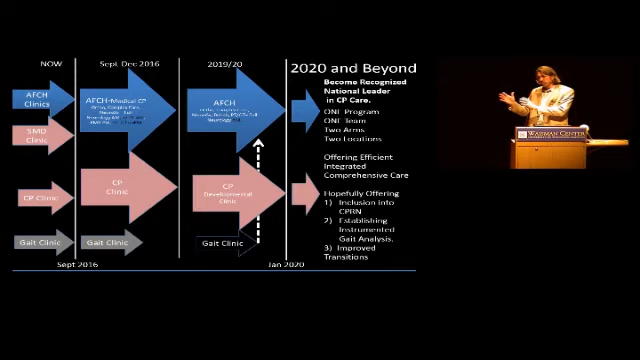 NOW
Sept. Dec 2016
2019/20
2020 and Beyond
AFCH
Clinics
SMD
Clinic
CP Clinic
Gait Clinic
AFCH-Medical CP
CP
Clinic
Gait Clinic
AFCH
CP
Developmental
Clinic
Gait Clinic
Become Recognized
National Leader
in CP Care.
ONE Program
ONE Team
Two Arms
Two Locations
Offering Efficient
Integrated
Comprehensive Care
Hopefully Offering
1) Inclusion into
CPRN
2) Establishing
Instrumented
Gait Analysis.
3) Improved
Transitions
Sept 2016
Jan 2020
WAISMAN CENTER